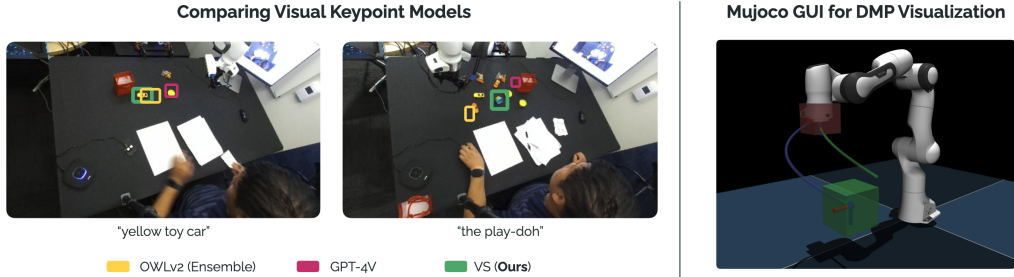 Comparing Visual Keypoint Models
Mujoco GUI for DMP Visualization
“yellow toy car”
“the play-doh”
OWLv2 (Ensemble)
GPT-4V
VS (Ours)